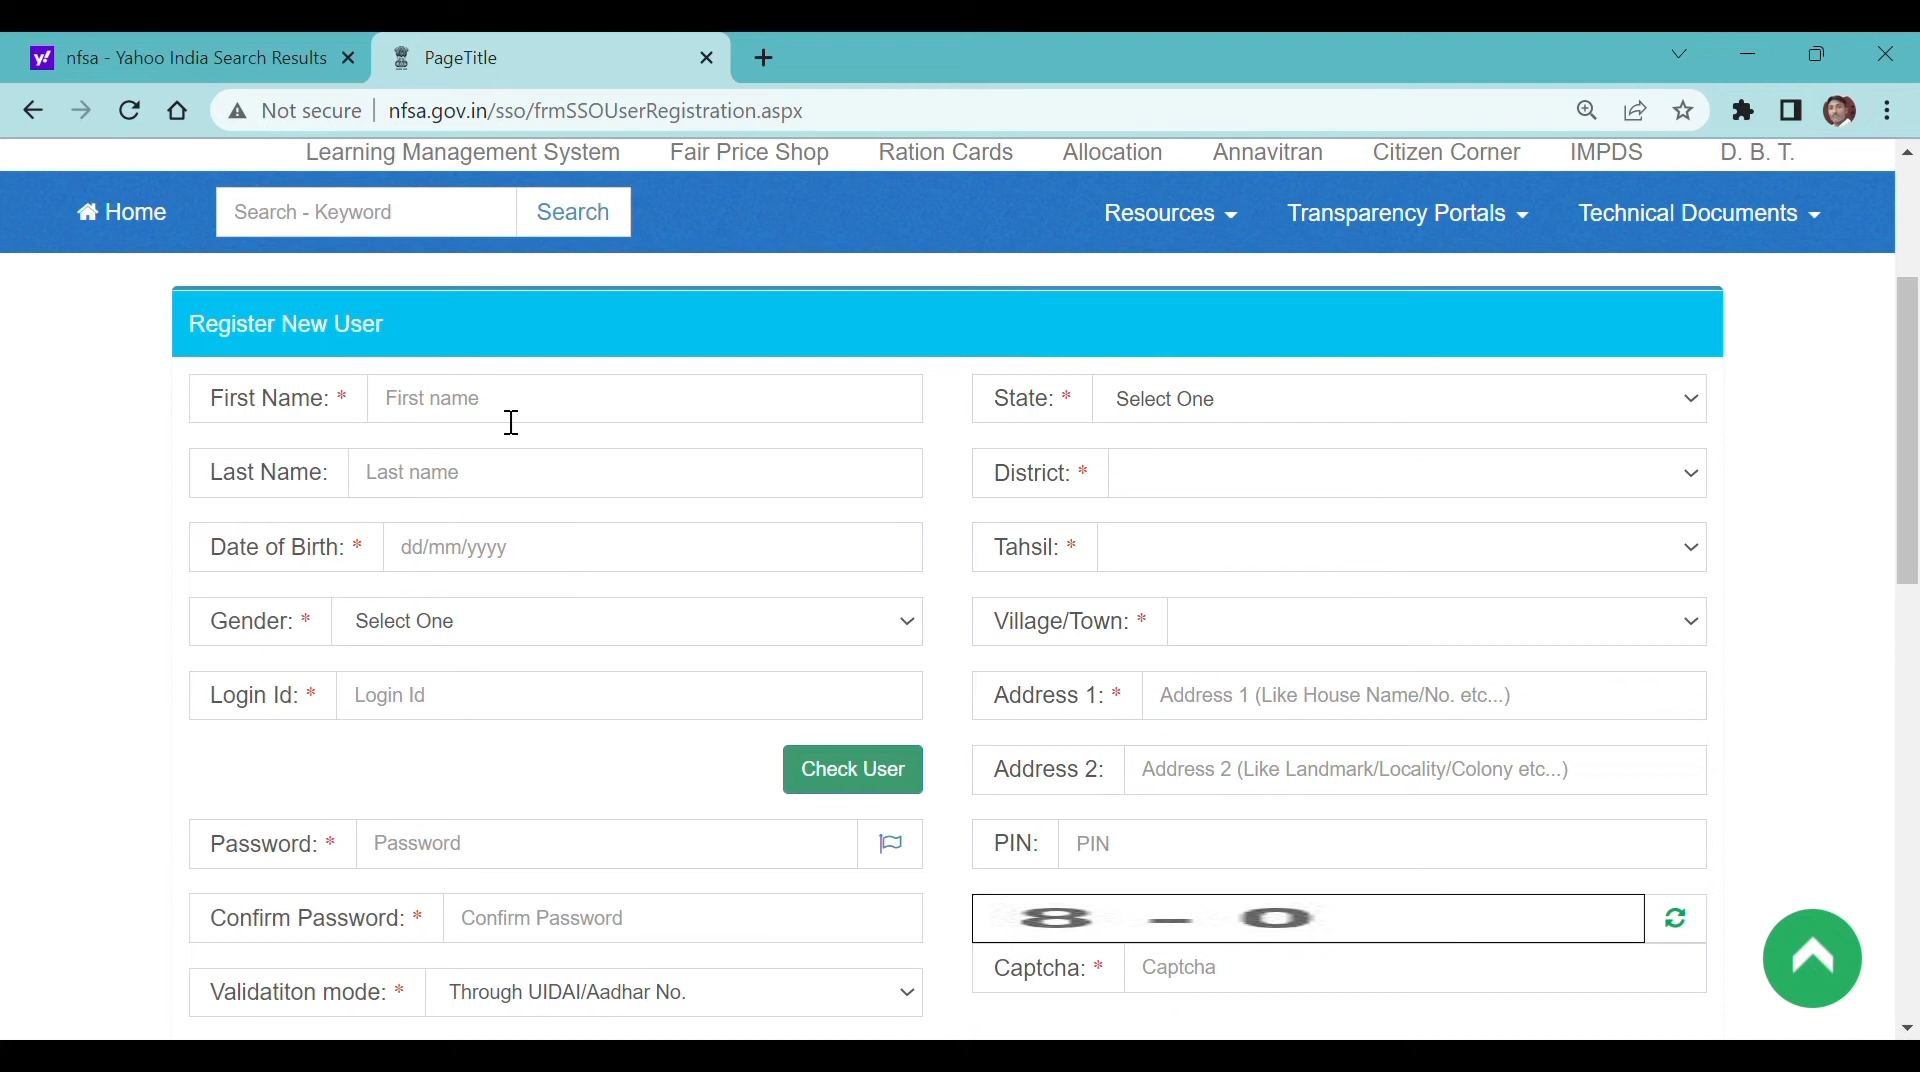 nfsa - Yahoo India Search Results
PageTitle
Not secure
nfsa.gov.in/sso/frmSSOUserRegistration.aspx
Learning Management System Fair Price Shop Ration Cards Allocation Annavitran Citizen Corner IMPDS D. B. T.
Home Search - Keyword Search Resources Transparency Portals Technical Documents
Register New User
First Name: * First name
State: * Select One
Last Name: Last name
District: *
Date of Birth: * dd/mm/yyyy
Tahsil: *
Gender: * Select One
Village/Town: *
Login Id: * Login Id
Address 1: * Address 1 (Like House Name/No. etc...)
Check User
Address 2: Address 2 (Like Landmark/Locality/Colony etc...)
Password: * Password
PIN: PIN
Confirm Password: * Confirm Password
8 - 0
Captcha: * Captcha
Validatiton mode: * Through UIDAI/Aadhar No.